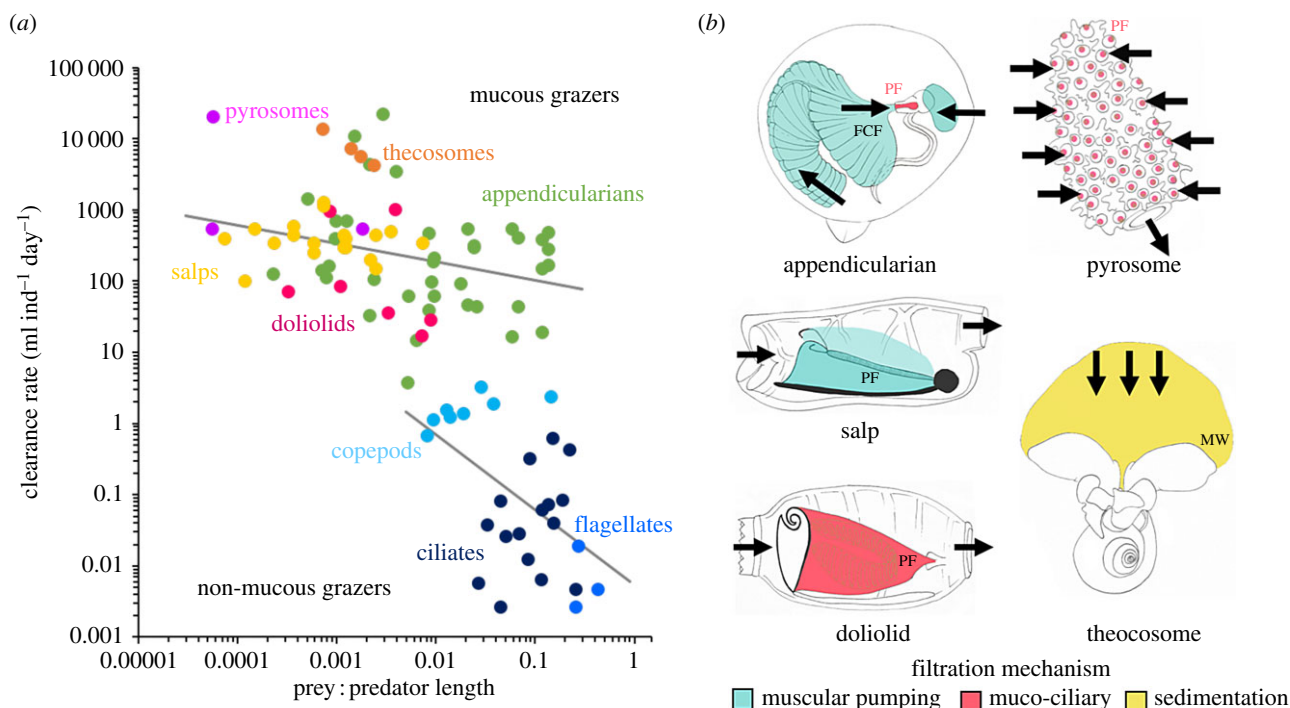 (a)
100 000
10 000
1000
100
10
1
0.1
0.01
0.001
clearance rate (ml ind⁻¹ day⁻¹)
0.00001
0.0001
0.001
0.01
0.1
1
prey : predator length
mucous grazers
pyrosomes
thecosomes
appendicularians
salps
doliolids
copepods
flagellates
ciliates
non-mucous grazers
(b)
PF
FCF
appendicularian
PF
pyrosome
PF
salp
MW
theocosome
PF
doliolid
filtration mechanism
muscular pumping
muco-ciliary
sedimentation